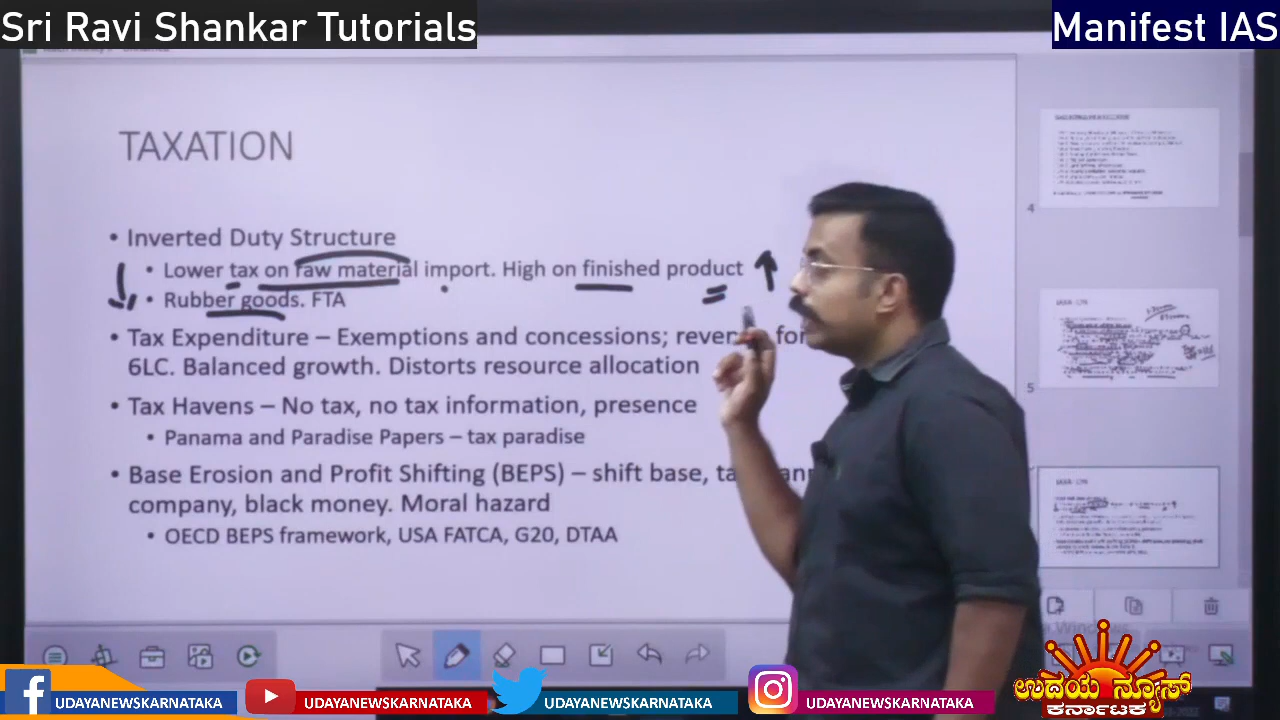 Sri Ravi Shankar Tutorials
Manifest IAS
TAXATION
• Inverted Duty Structure
• Lower tax on raw material import. High on finished product
• Rubber goods. FTA
• Tax Expenditure – Exemptions and concessions; for
6LC. Balanced growth. Distorts resource allocation
• Tax Havens – No tax, no tax information, presence
• Panama and Paradise Papers – tax paradise
• Base Erosion and Profit Shifting (BEPS) – shift base,
company, black money. Moral hazard
• OECD BEPS framework, USA FATCA, G20, DTAA
4
5
UDAYANEWSKARNATAKA
UDAYANEWSKARNATAKA
UDAYANEWSKARNATAKA
UDAYANEWSKARNATAKA
ಉದಯ ನ್ಯೂಸ್
ಕರ್ನಾಟಕ